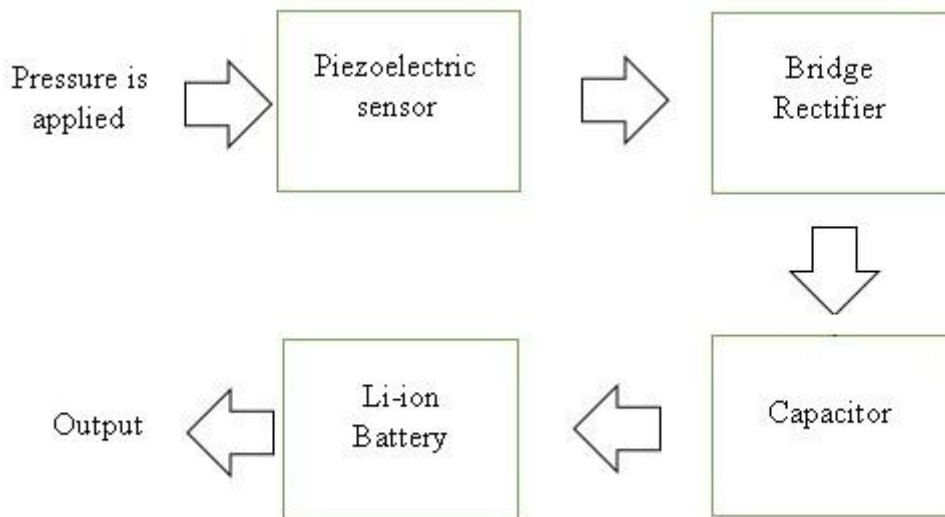 Pressure is
applied
Piezoelectric
sensor
Bridge
Rectifier
Capacitor
Li-ion
Battery
Output